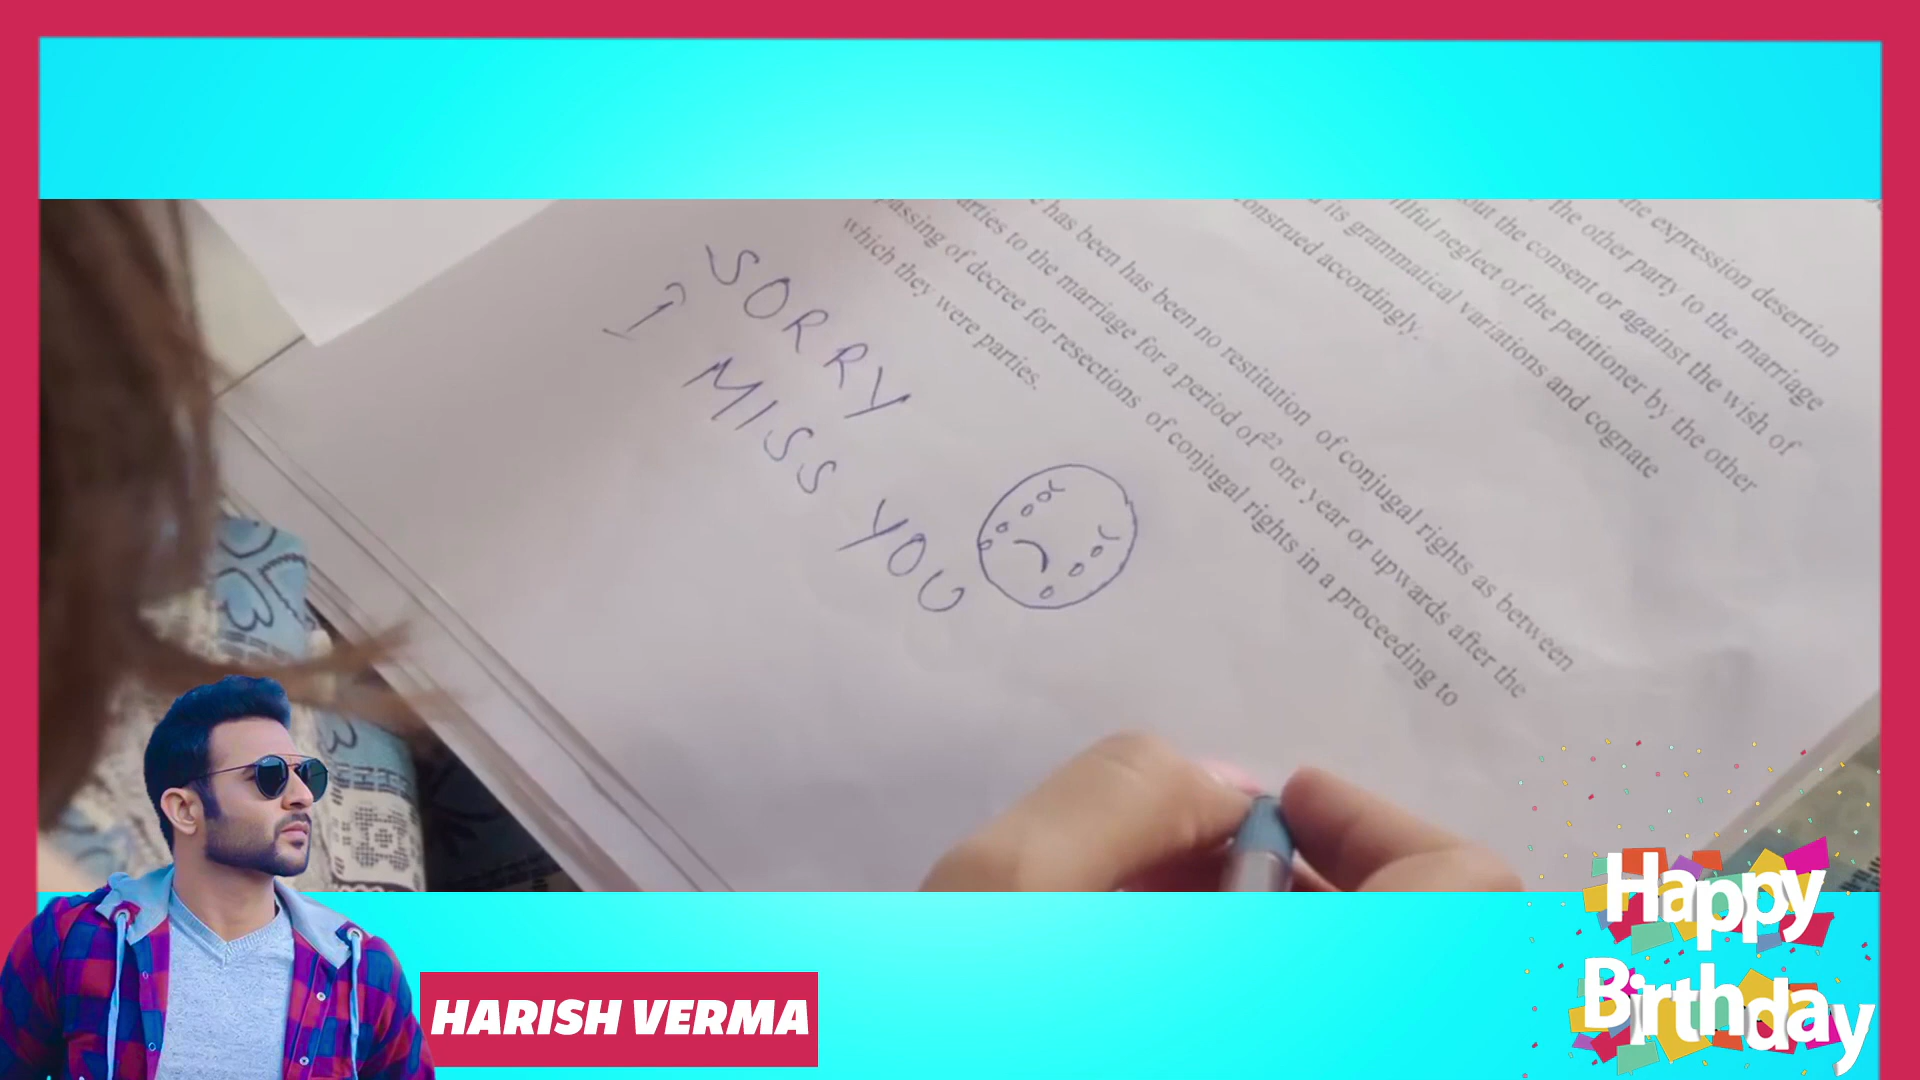 the expression desertion
the other party to the marriage
out the consent or against the wish of
llful neglect of the petitioner by the other
its grammatical variations and cognate
onstrued accordingly.
e has been has been no restitution of conjugal rights as between
arties to the marriage for a period of²² one year or upwards after the
passing of decree for resections of conjugal rights in a proceeding to
which they were parties.
SORRY
I MISS YOU
HARISH VERMA
Happy
Birthday